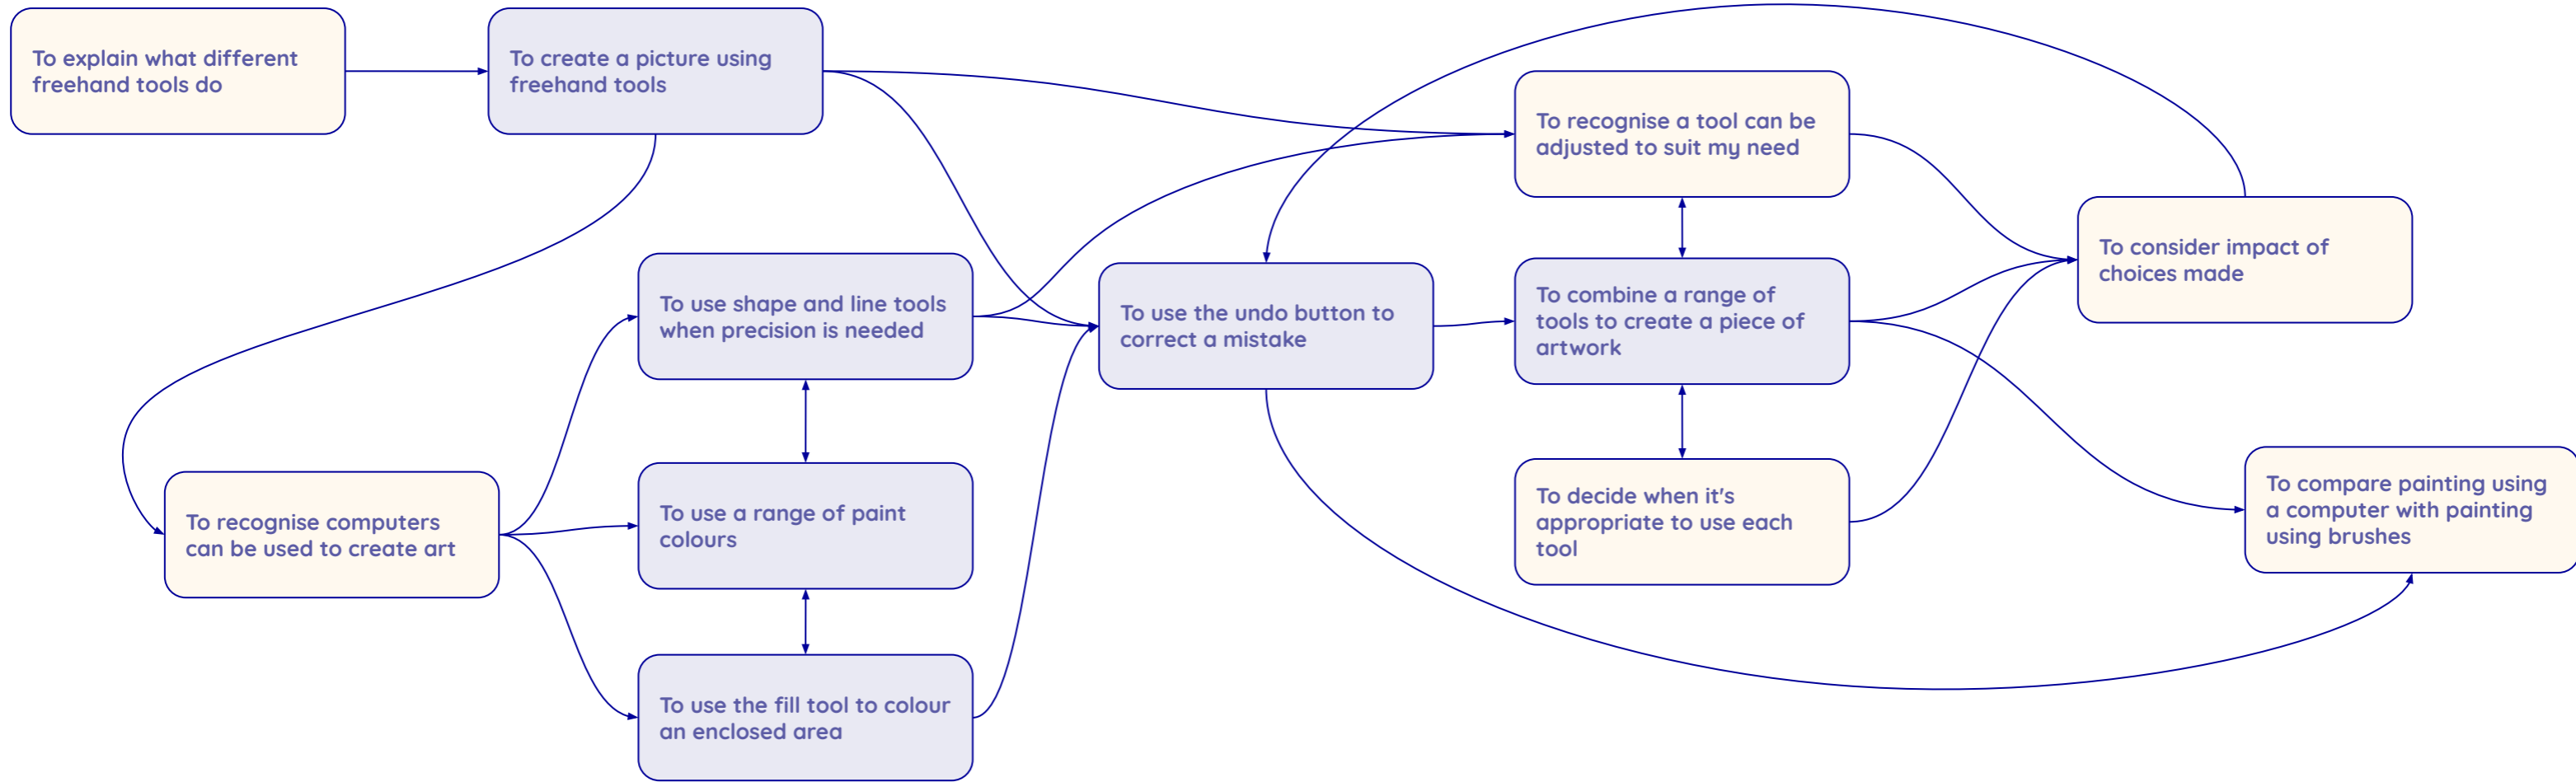 To explain what different
freehand tools do
To create a picture using
freehand tools
To recognise computers
can be used to create art
To use shape and line tools
when precision is needed
To use a range of paint
colours
To use the fill tool to colour
an enclosed area
To use the undo button to
correct a mistake
To recognise a tool can be
adjusted to suit my need
To combine a range of
tools to create a piece of
artwork
To decide when it's
appropriate to use each
tool
To consider impact of
choices made
To compare painting using
a computer with painting
using brushes